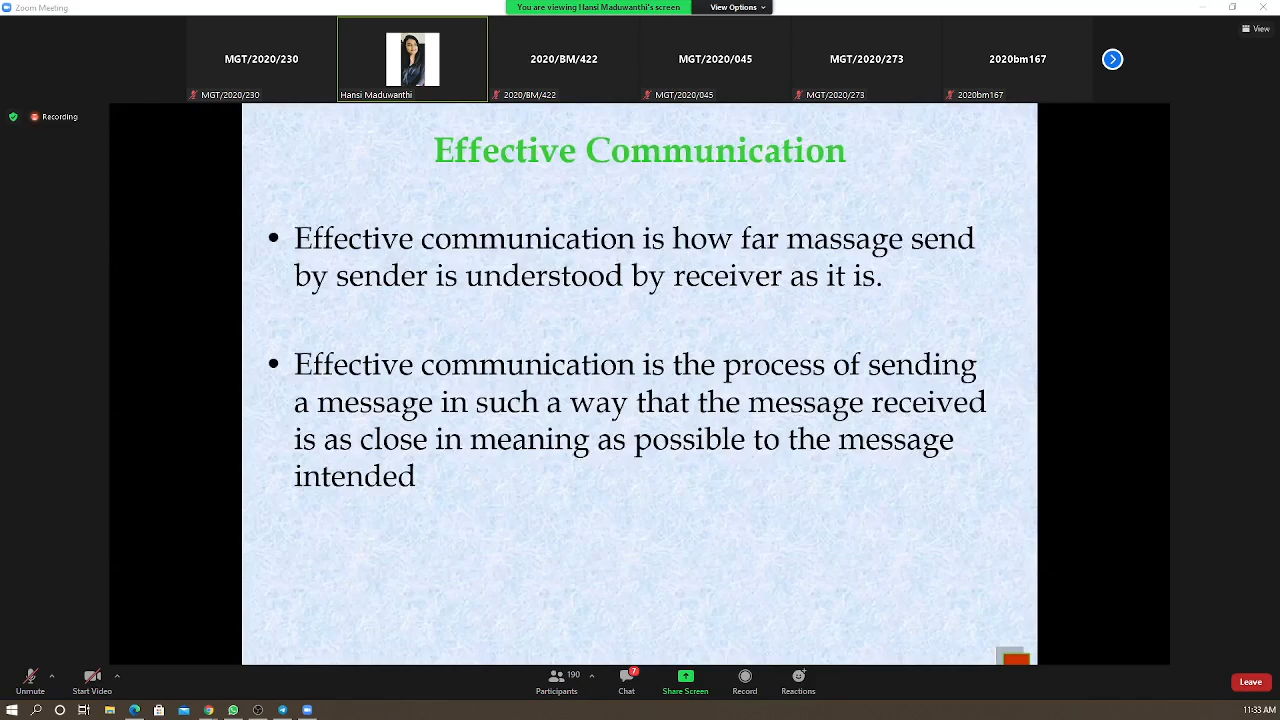 Zoom Meeting
You are viewing Hansi Maduwanthi's screen
View Options
View
MGT/2020/230
2020/BM/422
MGT/2020/045
MGT/2020/273
2020bm167
MGT/2020/230
Hansi Maduwanthi
2020/BM/422
MGT/2020/045
MGT/2020/273
2020bm167
Recording
Effective Communication
• Effective communication is how far massage send
by sender is understood by receiver as it is.
• Effective communication is the process of sending
a message in such a way that the message received
is as close in meaning as possible to the message
intended
190
7
Unmute
Start Video
Participants
Chat
Share Screen
Record
Reactions
Leave
11:33 AM